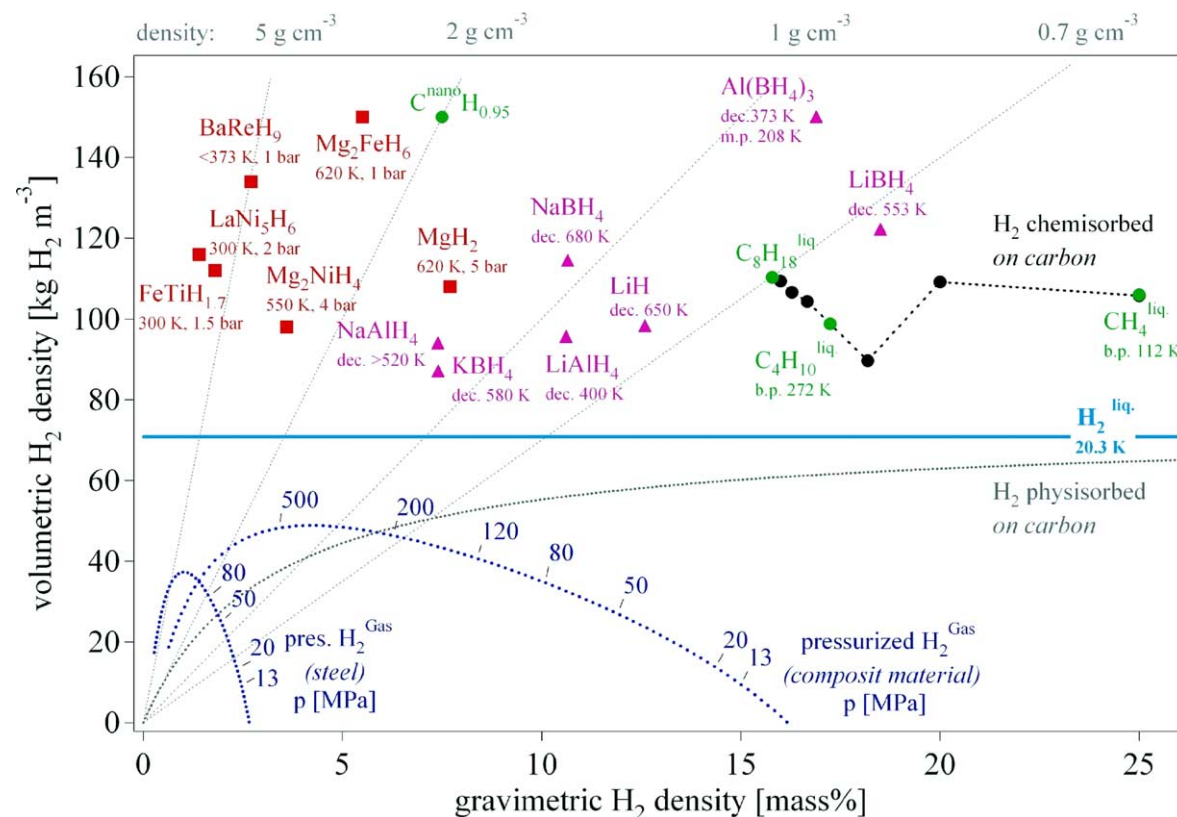 density: 5 g cm⁻³ 2 g cm⁻³ 1 g cm⁻³ 0.7 g cm⁻³
160
140
120
100
80
60
40
20
0
volumetric H₂ density [kg H₂ m⁻³]
BaReH₉
<373 K, 1 bar
Mg₂FeH₆
620 K, 1 bar
CⁿᵃⁿᵒH₀.₉₅
Al(BH₄)₃
dec.373 K
m.p. 208 K
LaNi₅H₆
300 K, 2 bar
FeTiH₁.₇
300 K, 1.5 bar
Mg₂NiH₄
550 K, 4 bar
MgH₂
620 K, 5 bar
NaBH₄
dec. 680 K
LiBH₄
dec. 553 K
C₈H₁₈ liq.
H₂ chemisorbed
on carbon
LiH
dec. 650 K
NaAlH₄
dec. >520 K
KBH₄
dec. 580 K
LiAlH₄
dec. 400 K
C₄H₁₀ liq.
b.p. 272 K
CH₄ liq.
b.p. 112 K
H₂ liq.
20.3 K
H₂ physisorbed
on carbon
500
200
120
80
50
20
13
80
50
20
13
pres. H₂ Gas
(steel)
p [MPa]
pressurized H₂ Gas
(composit material)
p [MPa]
0 5 10 15 20 25
gravimetric H₂ density [mass%]